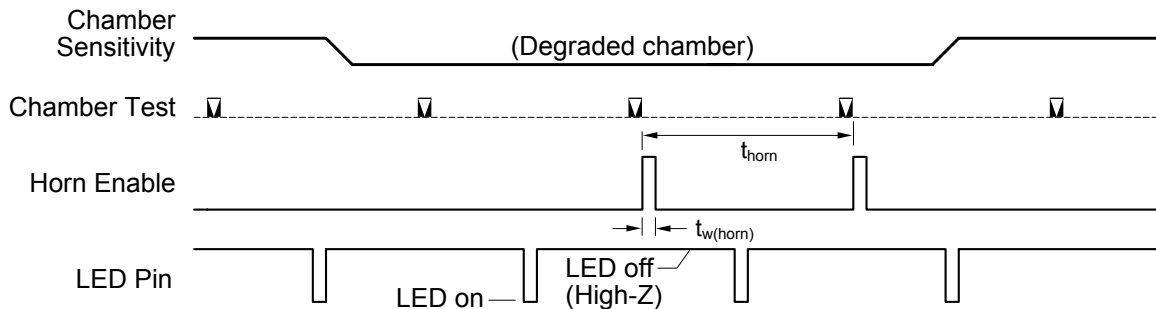 Chamber
Sensitivity
(Degraded chamber)
Chamber Test
thorn
Horn Enable
tw(horn)
LED Pin
LED off
(High-Z)
LED on